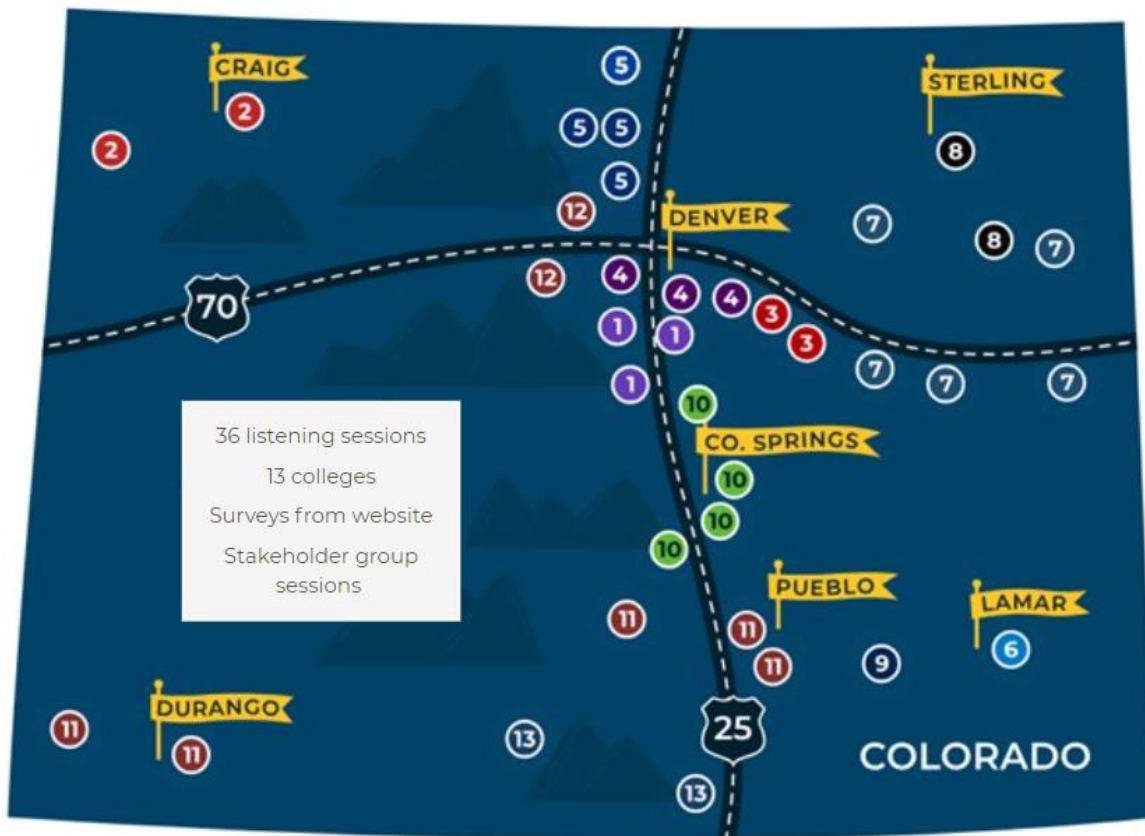 CRAIG
2
2
5
5 5
5
12
STERLING
8
DENVER
7
8
7
70
12
4
4
4
3
3
1
1
1
7
7
7
10
CO. SPRINGS
10
10
10
36 listening sessions
13 colleges
Surveys from website
Stakeholder group
sessions
PUEBLO
LAMAR
11
11
11
9
6
DURANGO
11
11
13
25
13
COLORADO